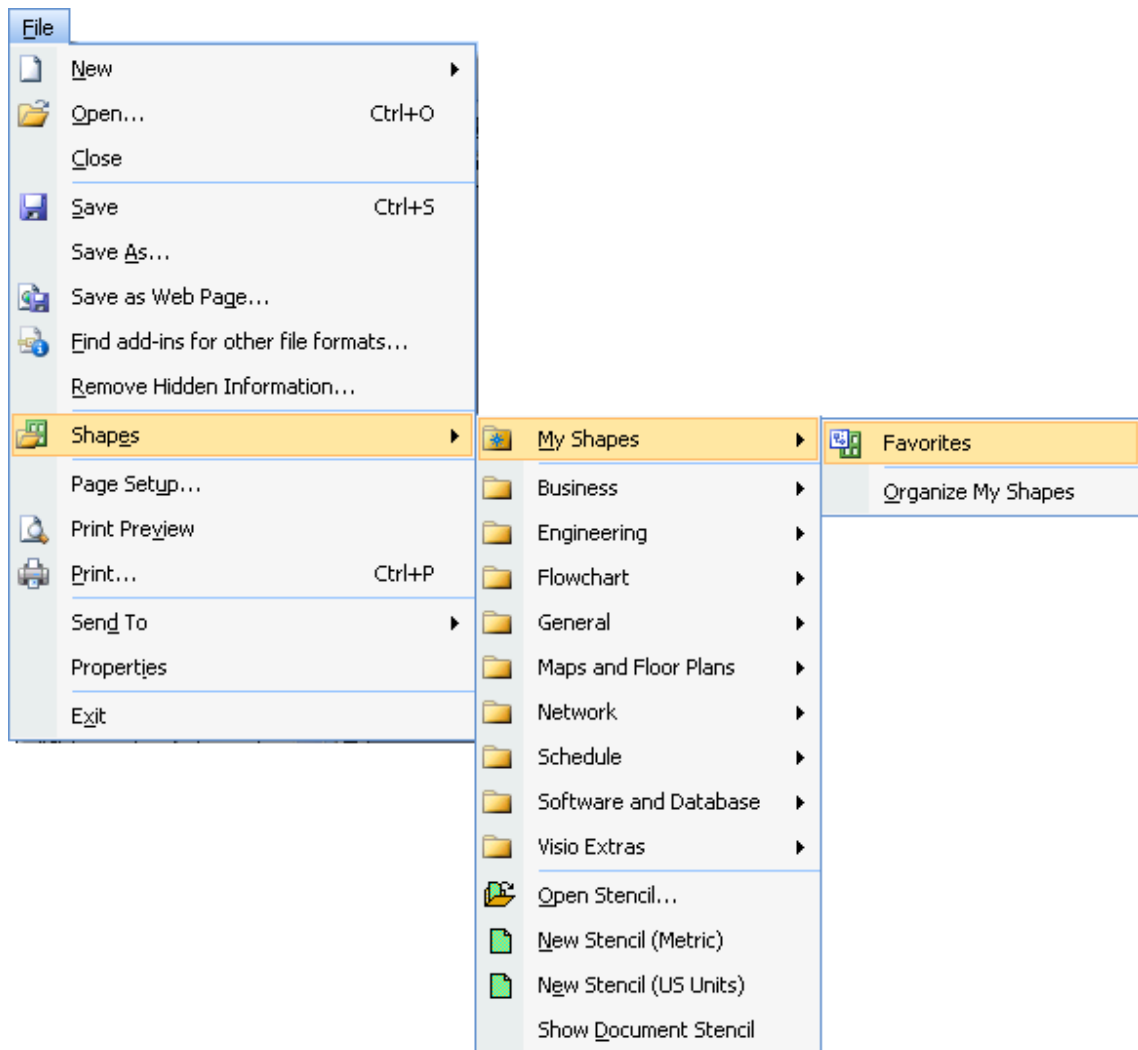 File
New
Open... Ctrl+O
Close
Save Ctrl+S
Save As...
Save as Web Page...
Find add-ins for other file formats...
Remove Hidden Information...
Shapes
Page Setup...
Print Preview
Print... Ctrl+P
Send To
Properties
Exit
My Shapes
Business
Engineering
Flowchart
General
Maps and Floor Plans
Network
Schedule
Software and Database
Visio Extras
Open Stencil...
New Stencil (Metric)
New Stencil (US Units)
Show Document Stencil
Favorites
Organize My Shapes